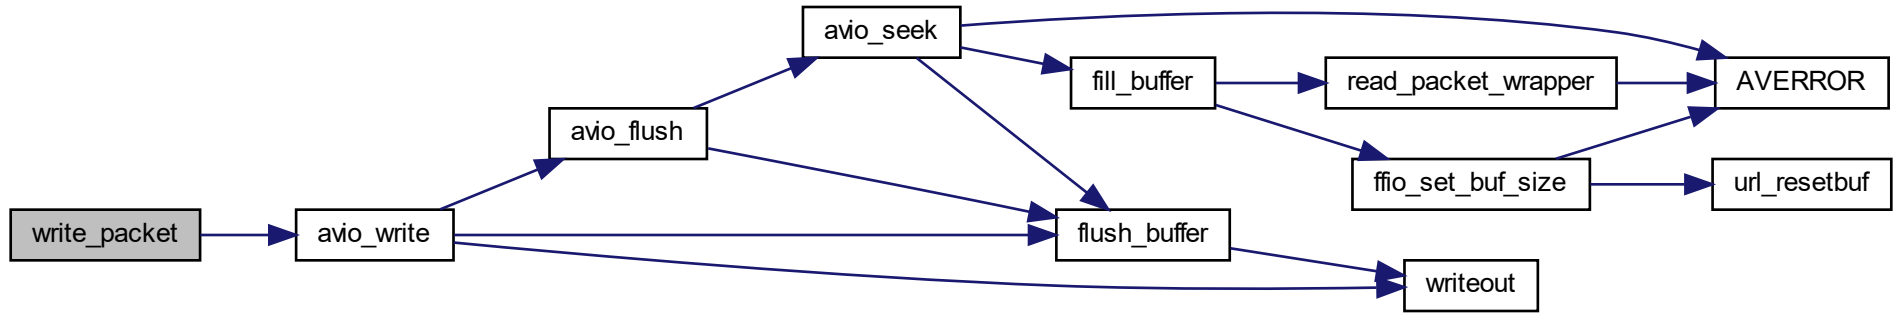 write_packet
avio_write
avio_flush
avio_seek
fill_buffer
flush_buffer
read_packet_wrapper
ffio_set_buf_size
writeout
AVERROR
url_resetbuf